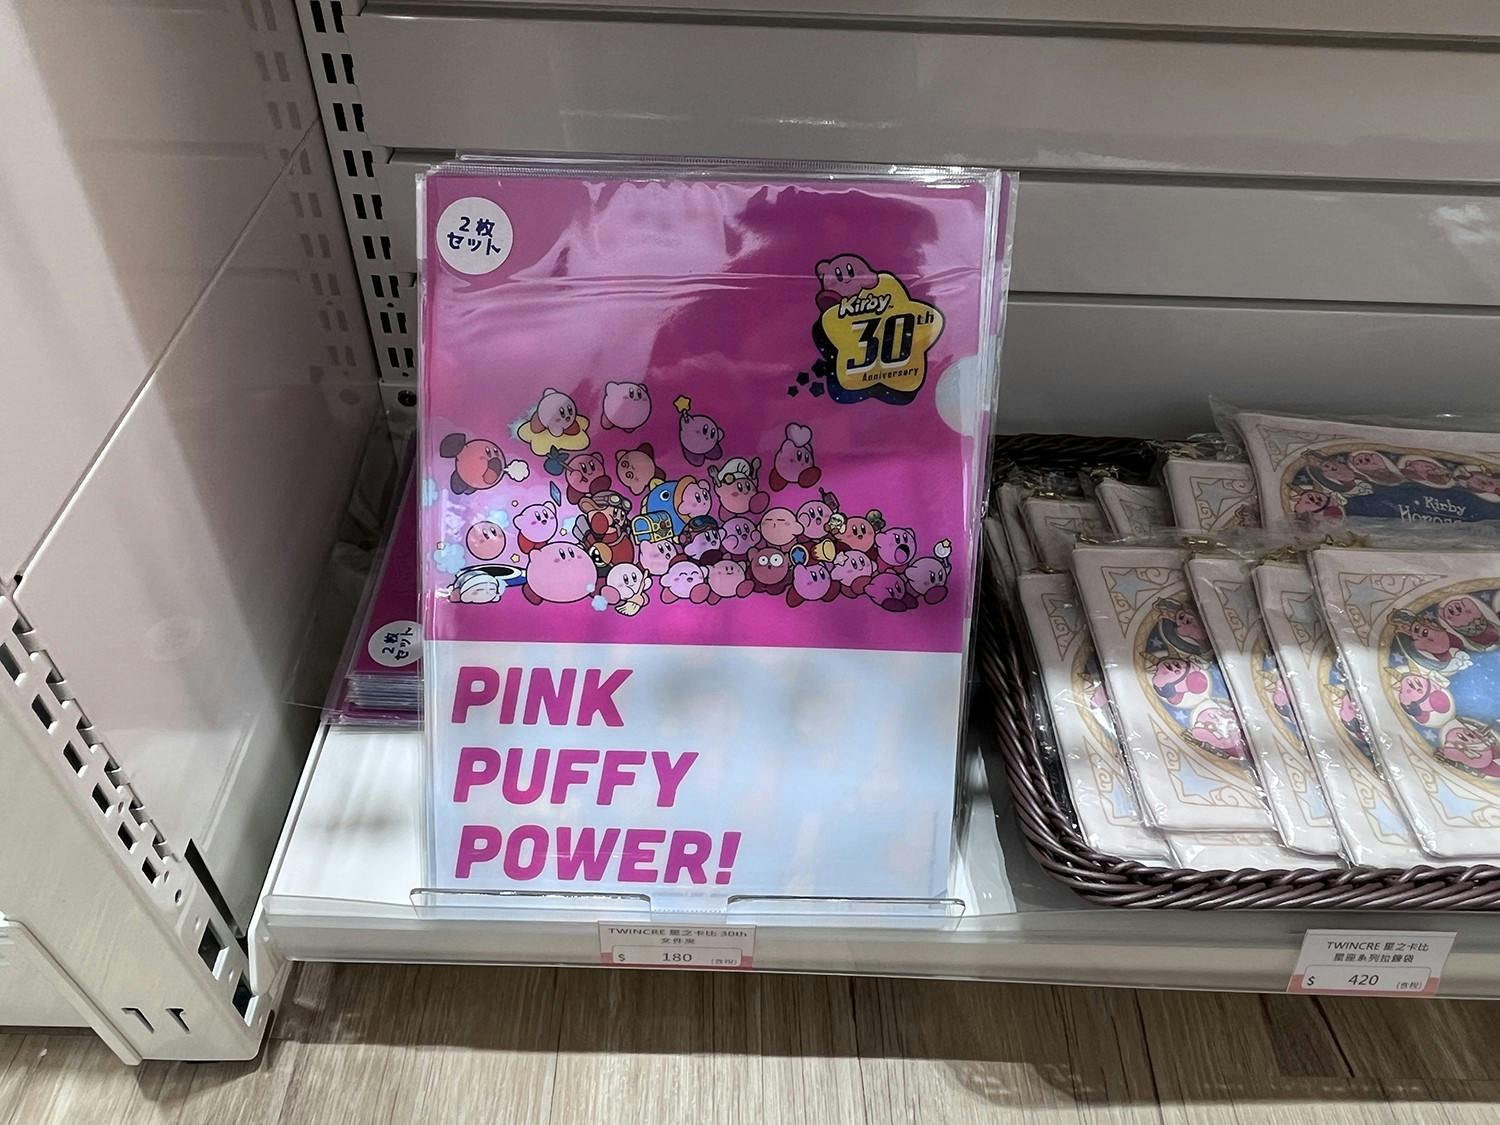 2枚
セット
Kirby
30th
Anniversary
PINK
PUFFY
POWER!
2枚
セット
Kirby
TWINCRE 星之卡比 30th
文件夾
$ 180 (含稅)
TWINCRE 星之卡比
星座系列拉鍊袋
$ 420 (含稅)